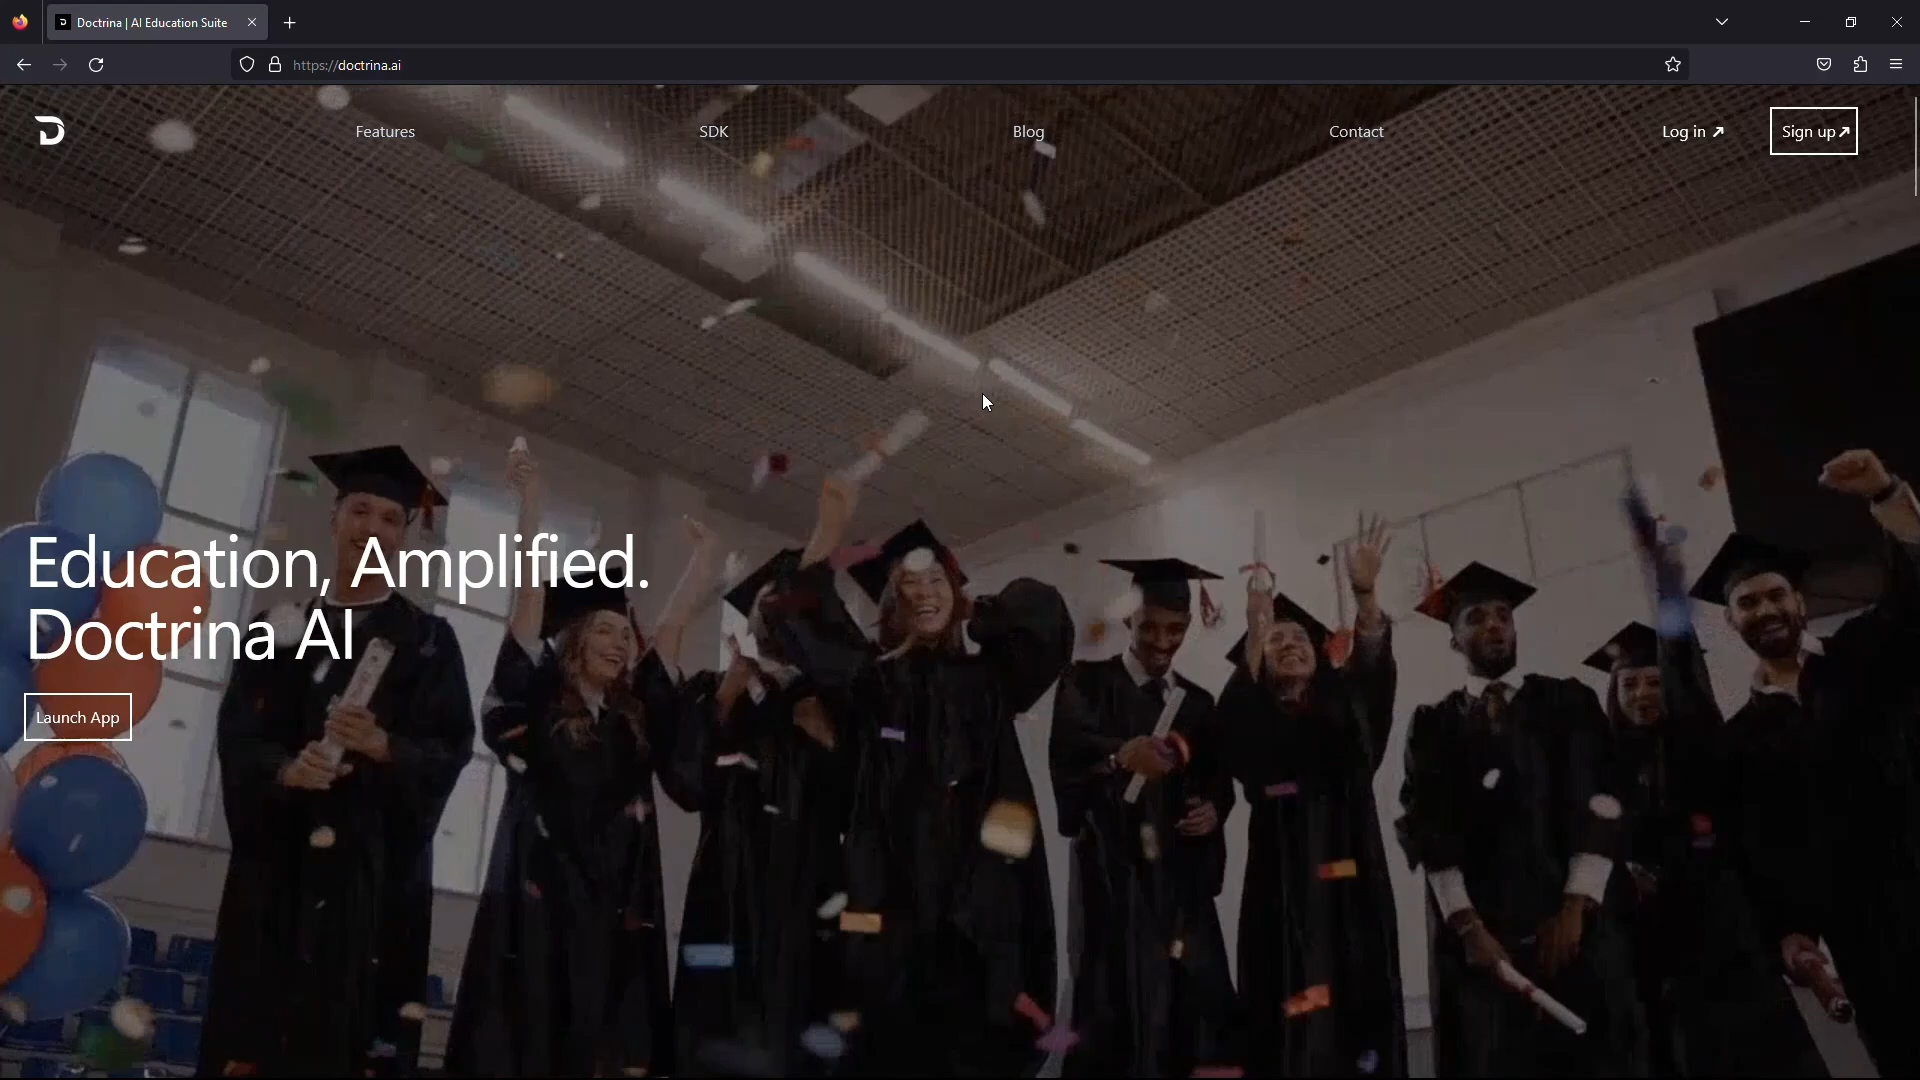 Doctrina | AI Education Suite
https://doctrina.ai
Features
SDK
Blog
Contact
Log in
Sign up
Education, Amplified.
Doctrina AI
Launch App